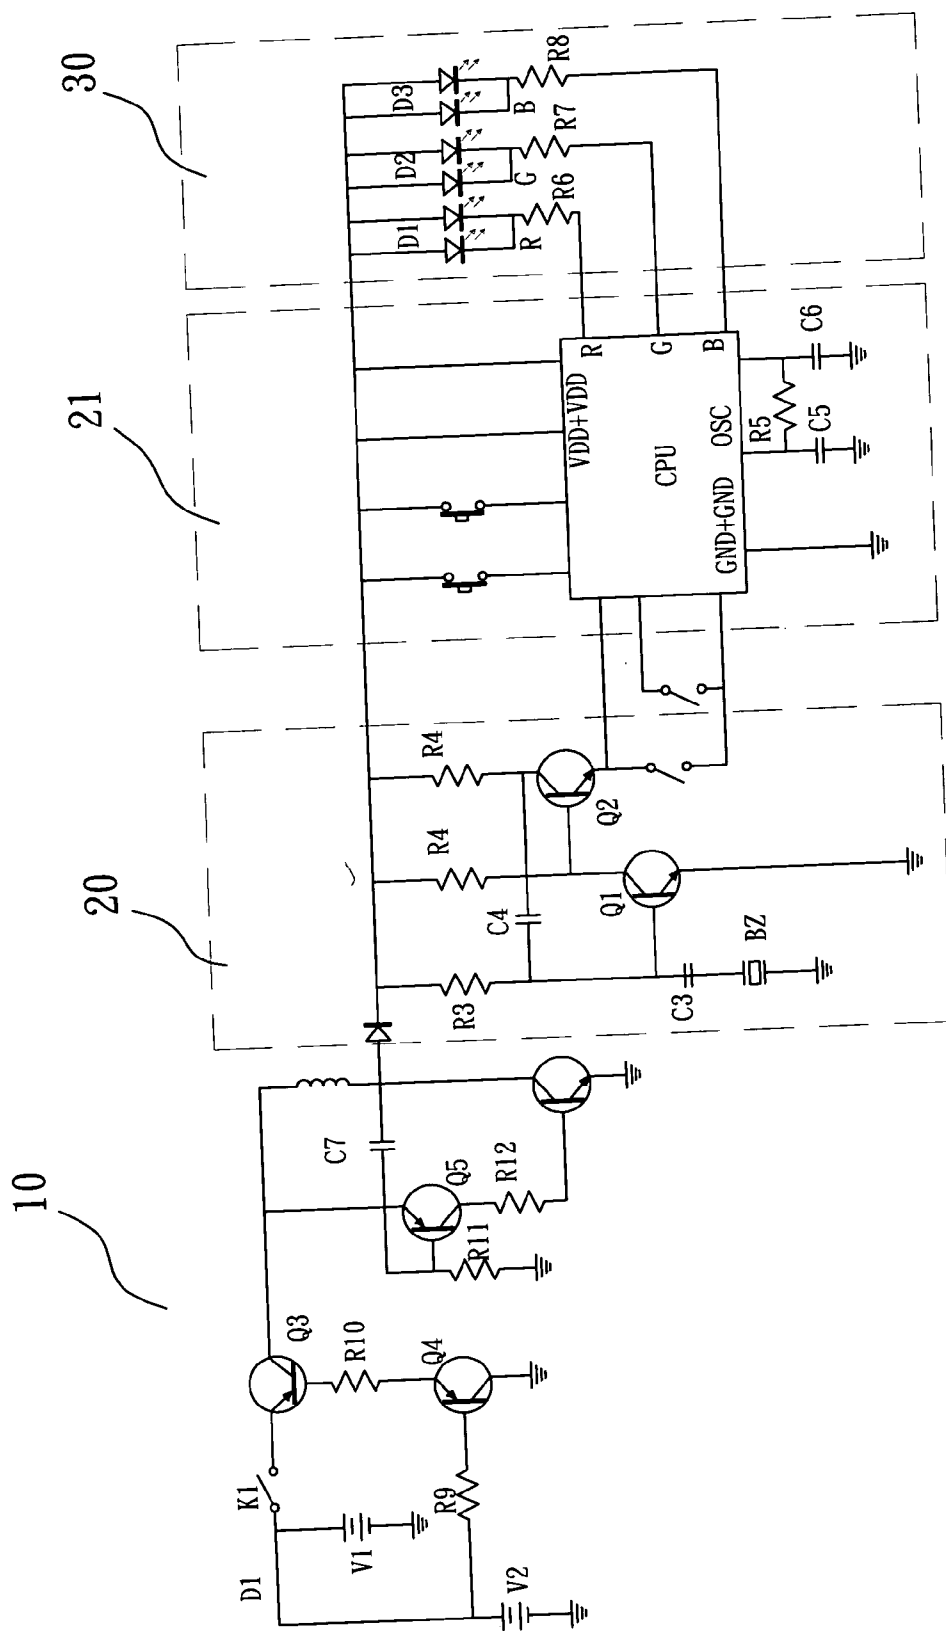 10
20
21
30
D1
K1
V1
V2
R9
Q3
R10
Q4
C7
Q5
R11
R12
R3
C4
R4
R4
Q1
Q2
C3
BZ
VDD+VDD
CPU
GND+GND
OSC
R
G
B
R5
C5
C6
D1
D2
D3
R
G
B
R6
R7
R8